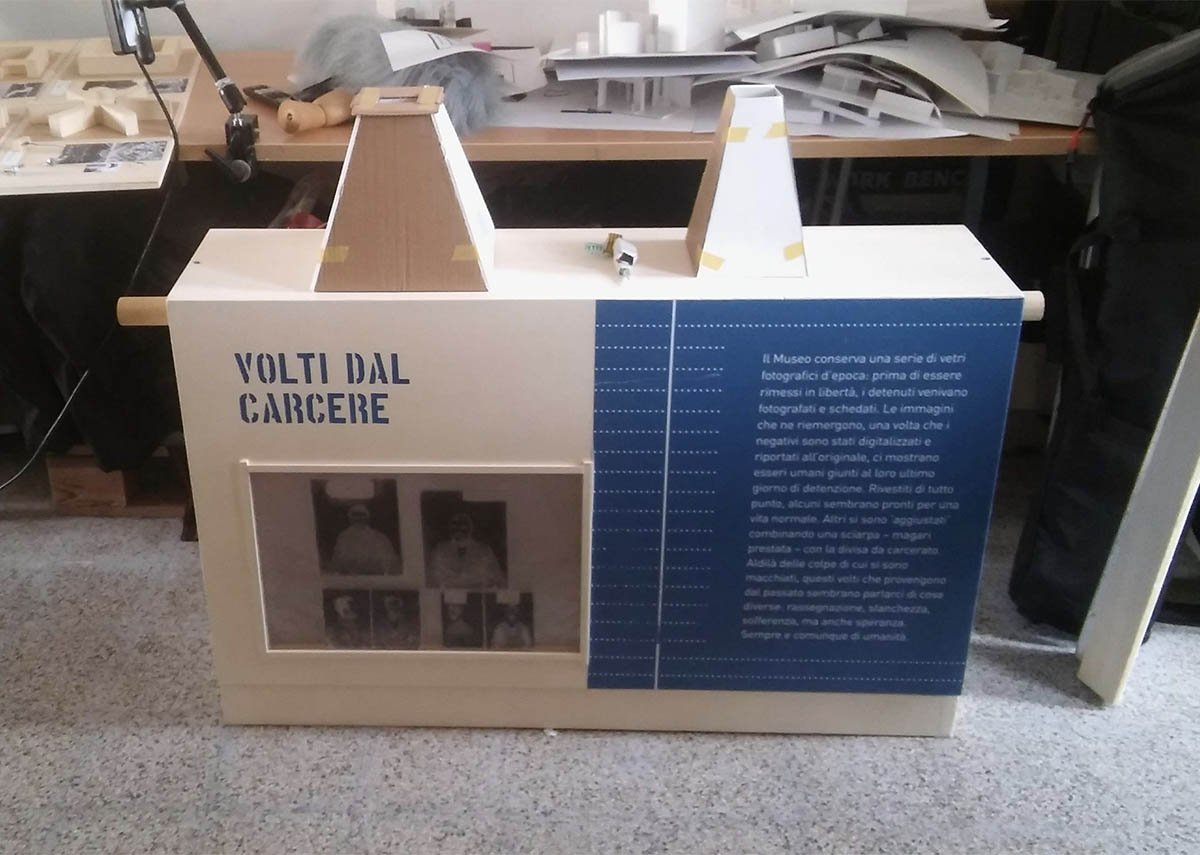 WORK BENC
VOLTI DAL
CARCERE
Il Museo conserva una serie di vetri
fotografici d'epoca: prima di essere
rimessi in libertà, i detenuti venivano
fotografati e schedati. Le immagini
che ne riemergono, una volta che i
negativi sono stati digitalizzati e
riportati all'originale, ci mostrano
esseri umani giunti al loro ultimo
giorno di detenzione. Rivestiti di tutto
punto, alcuni sembrano pronti per una
vita normale. Altri si sono "aggiustati"
combinando una sciarpa – magari
prestata – con la divisa da carcerato.
Aldilà delle colpe di cui si sono
macchiati, questi volti che provengono
dal passato sembrano parlarci di cose
diverse: rassegnazione, stanchezza,
sofferenza, ma anche speranza.
Sempre e comunque di umanità.